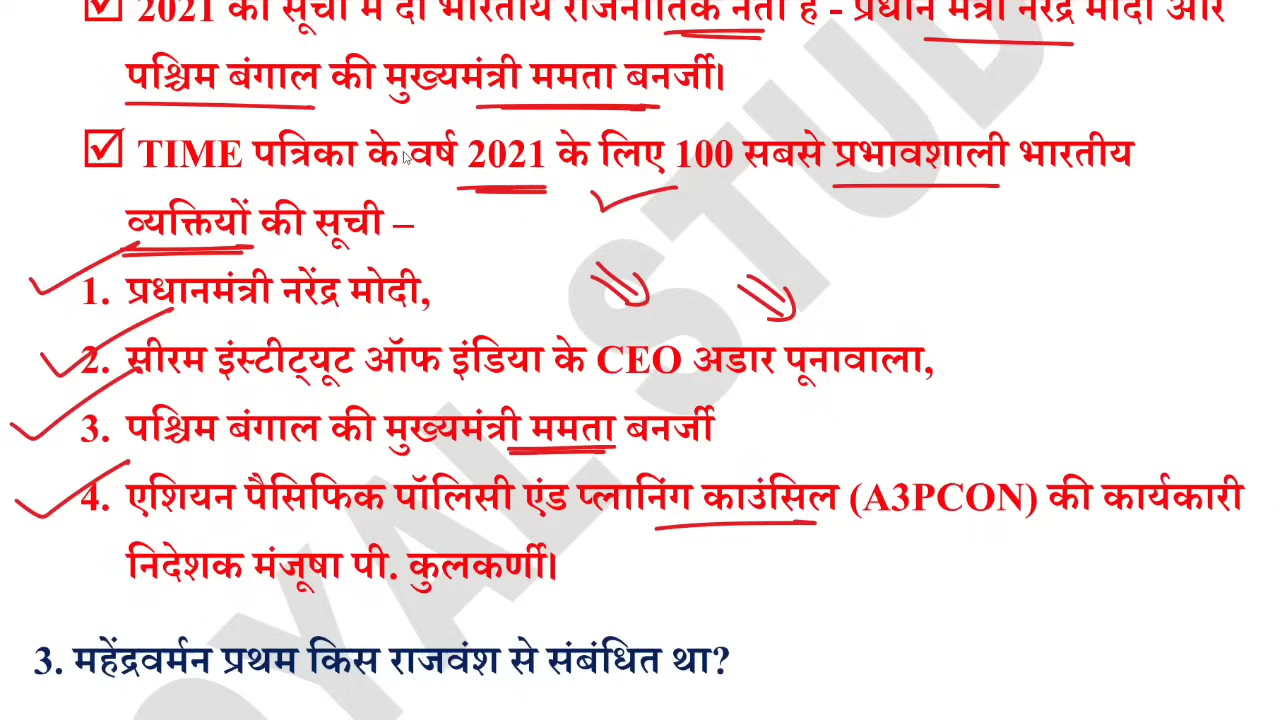 2021 की सूची में दो भारतीय राजनीतिक नेता हैं - प्रधान मंत्री नरेंद्र मोदी और
पश्चिम बंगाल की मुख्यमंत्री ममता बनर्जी।
TIME पत्रिका के वर्ष 2021 के लिए 100 सबसे प्रभावशाली भारतीय
व्यक्तियों की सूची –
1. प्रधानमंत्री नरेंद्र मोदी,
2. सीरम इंस्टीट्यूट ऑफ इंडिया के CEO अडार पूनावाला,
3. पश्चिम बंगाल की मुख्यमंत्री ममता बनर्जी
4. एशियन पैसिफिक पॉलिसी एंड प्लानिंग काउंसिल (A3PCON) की कार्यकारी
निदेशक मंजूषा पी. कुलकर्णी।
3. महेंद्रवर्मन प्रथम किस राजवंश से संबंधित था?